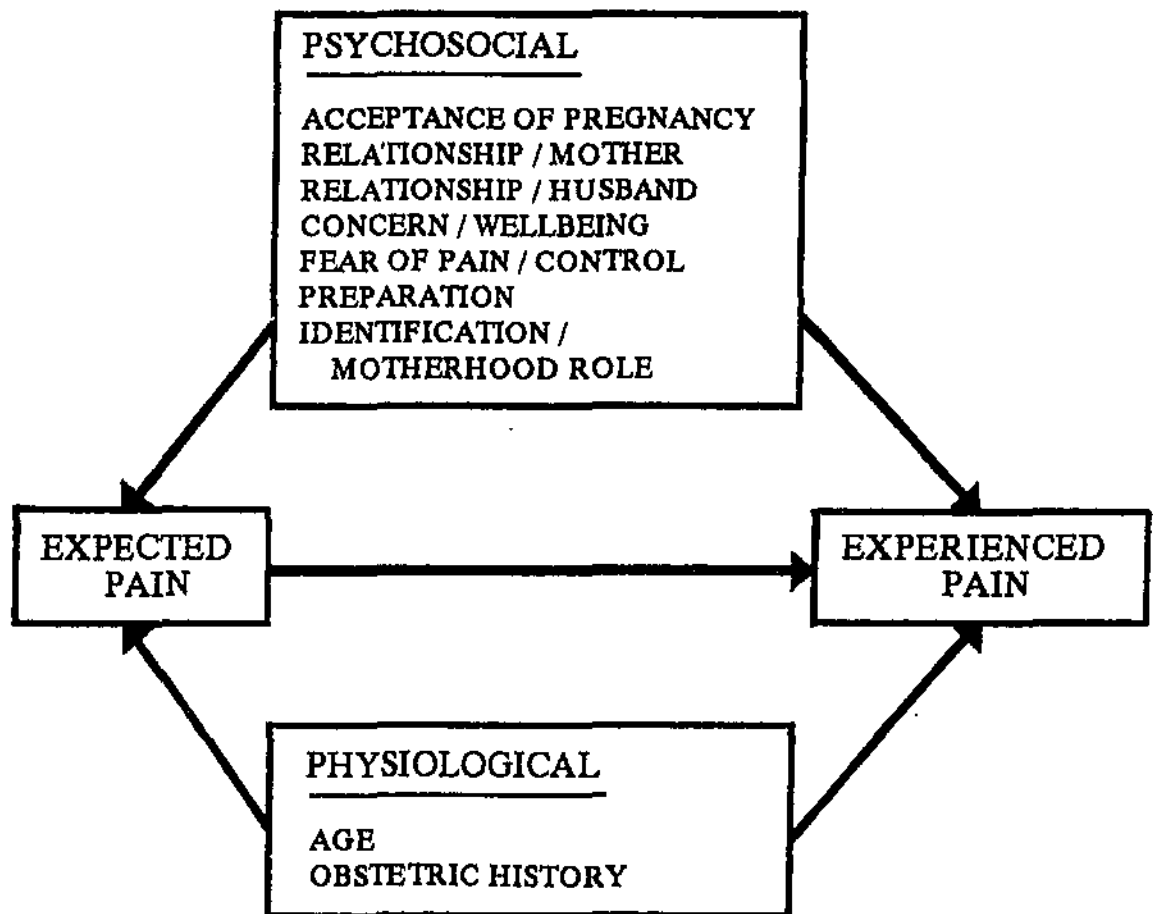 PSYCHOSOCIAL
ACCEPTANCE OF PREGNANCY
RELATIONSHIP / MOTHER
RELATIONSHIP / HUSBAND
CONCERN / WELLBEING
FEAR OF PAIN / CONTROL
PREPARATION
IDENTIFICATION /
MOTHERHOOD ROLE
EXPECTED
PAIN
EXPERIENCED
PAIN
PHYSIOLOGICAL
AGE
OBSTETRIC HISTORY